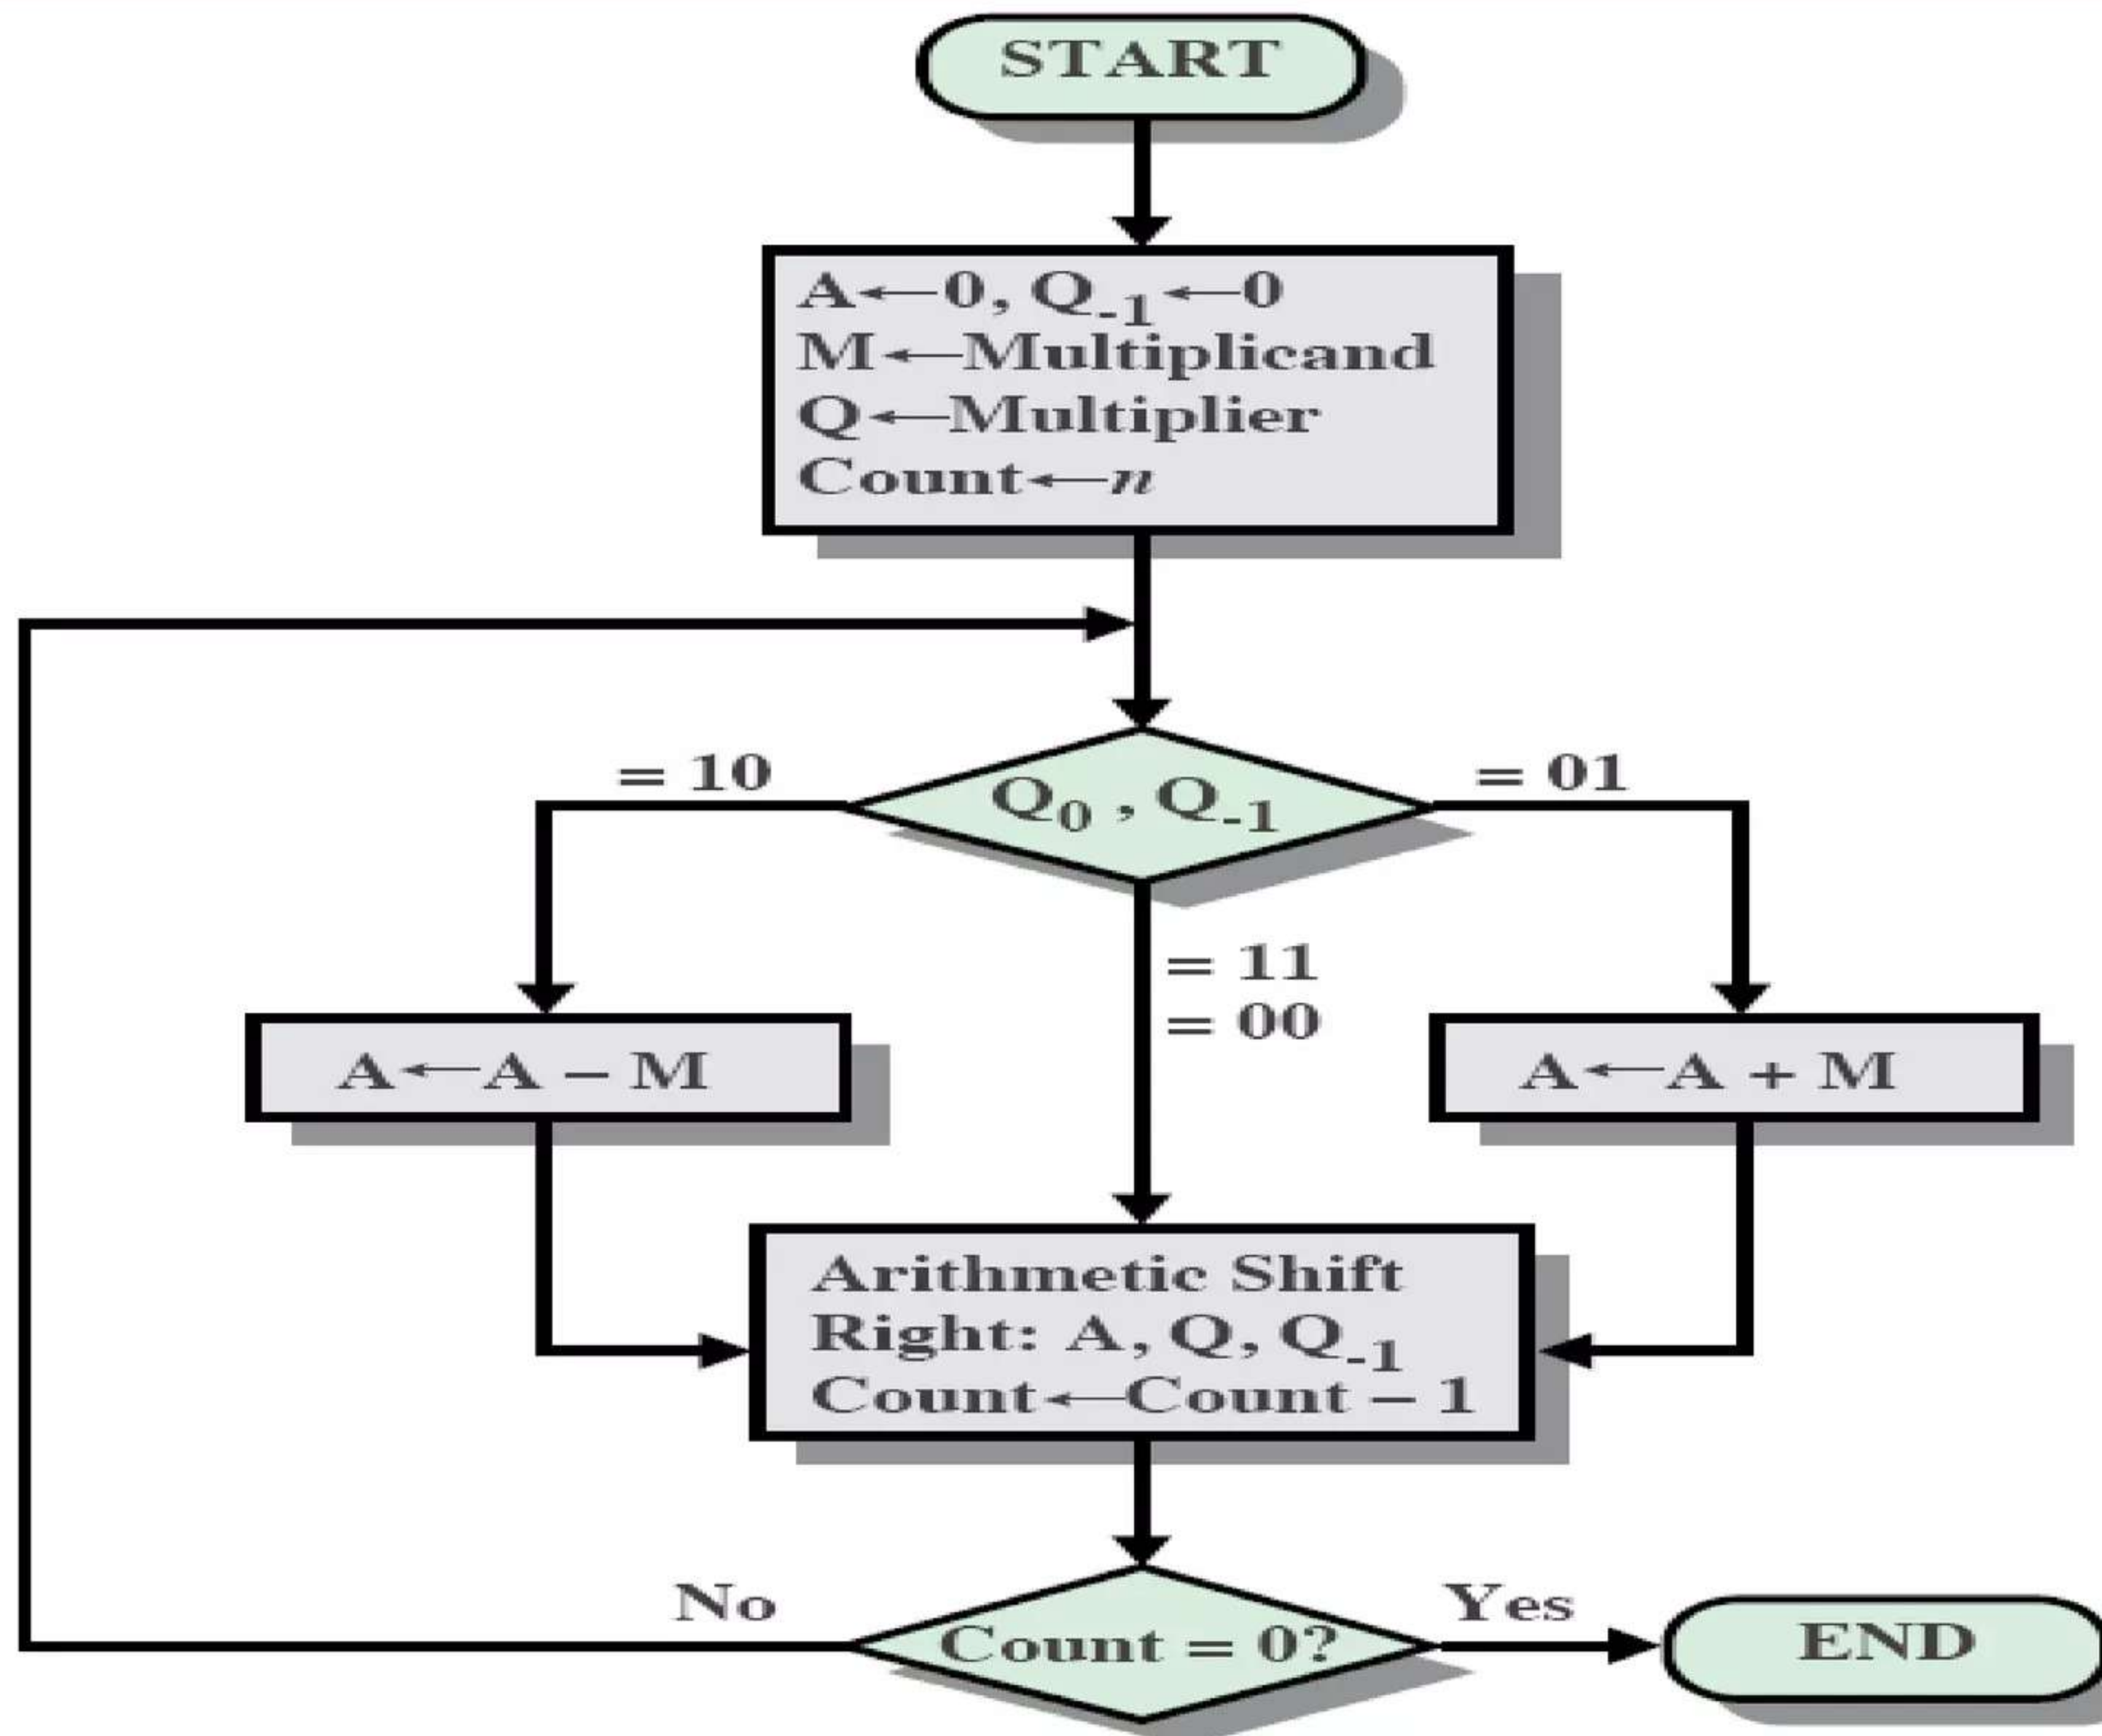 START
A←0, Q-1←0
M←Multiplicand
Q←Multiplier
Count←n
= 10
Q0 , Q-1
= 01
= 11
= 00
A←A – M
A←A + M
Arithmetic Shift
Right: A, Q, Q-1
Count←Count – 1
No
Count = 0?
Yes
END